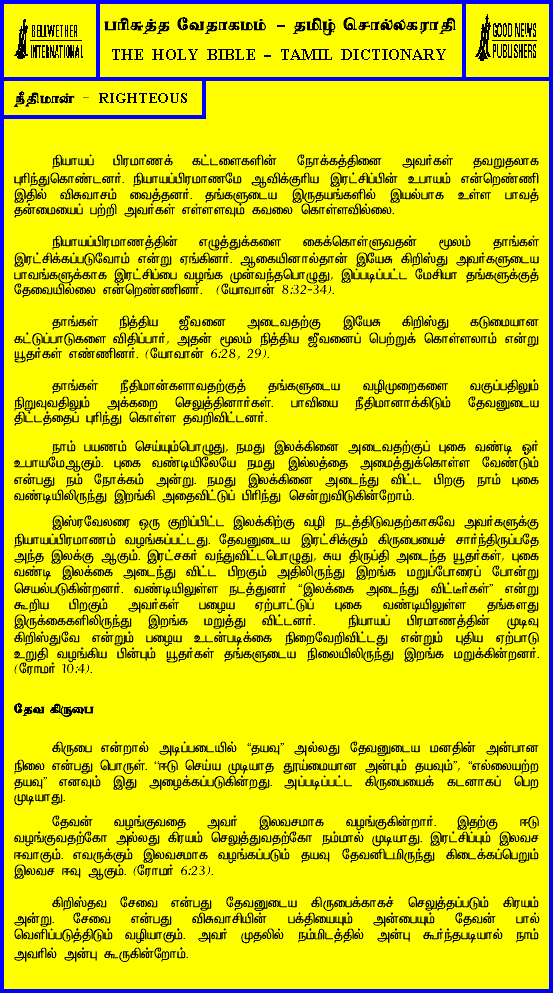 BELLWETHER
INTERNATIONAL
பரிசுத்த வேதாகமம் – தமிழ் சொல்லகராதி
THE HOLY BIBLE – TAMIL DICTIONARY
GOOD NEWS
PUBLISHERS
நீதிமான் – RIGHTEOUS
நியாயப் பிரமாணக் கட்டளைகளின் நோக்கத்தினை அவர்கள் தவறுதலாக
புரிந்துகொண்டனர். நியாயப்பிரமாணமே ஆவிக்குரிய இரட்சிப்பின் உபாயம் என்றெண்ணி
இதில் விசுவாசம் வைத்தனர். தங்களுடைய இருதயங்களில் இயல்பாக உள்ள பாவத்
தன்மையைப் பற்றி அவர்கள் எள்ளளவும் கவலை கொள்ளவில்லை.
நியாயப்பிரமாணத்தின் எழுத்துக்களை கைக்கொள்ளுவதன் மூலம் தாங்கள்
இரட்சிக்கப்படுவோம் என்று ஏங்கினர். ஆகையினால்தான் இயேசு கிறிஸ்து அவர்களுடைய
பாவங்களுக்காக இரட்சிப்பை வழங்க முன்வந்தபொழுது, இப்படிப்பட்ட மேசியா தங்களுக்குத்
தேவையில்லை என்றெண்ணினர். (யோவான் 8:32-34).
தாங்கள் நித்திய ஜீவனை அடைவதற்கு இயேசு கிறிஸ்து கடுமையான
கட்டுப்பாடுகளை விதிப்பார், அதன் மூலம் நித்திய ஜீவனைப் பெற்றுக் கொள்ளலாம் என்று
யூதர்கள் எண்ணினர். (யோவான் 6:28, 29).
தாங்கள் நீதிமான்களாவதற்குத் தங்களுடைய வழிமுறைகளை வகுப்பதிலும்
நிறுவுவதிலும் அக்கறை செலுத்தினார்கள். பாவியை நீதிமானாக்கிடும் தேவனுடைய
திட்டத்தைப் புரிந்து கொள்ள தவறிவிட்டனர்.
நாம் பயணம் செய்யும்பொழுது, நமது இலக்கினை அடைவதற்குப் புகை வண்டி ஓர்
உபாயமேஆகும். புகை வண்டியிலேயே நமது இல்லத்தை அமைத்துக்கொள்ள வேண்டும்
என்பது நம் நோக்கம் அன்று. நமது இலக்கினை அடைந்து விட்ட பிறகு நாம் புகை
வண்டியிலிருந்து இறங்கி அதைவிட்டுப் பிரிந்து சென்றுவிடுகின்றோம்.
இஸ்ரவேலரை ஒரு குறிப்பிட்ட இலக்கிற்கு வழி நடத்திடுவதற்காகவே அவர்களுக்கு
நியாயப்பிரமாணம் வழங்கப்பட்டது. தேவனுடைய இரட்சிக்கும் கிருபையைச் சார்ந்திருப்பதே
அந்த இலக்கு ஆகும். இரட்சகர் வந்துவிட்டபொழுது, சுய திருப்தி அடைந்த யூதர்கள், புகை
வண்டி இலக்கை அடைந்து விட்ட பிறகும் அதிலிருந்து இறங்க மறுப்போரைப் போன்று
செயல்படுகின்றனர். வண்டியிலுள்ள நடத்துனர் “இலக்கை அடைந்து விட்டீர்கள்” என்று
கூறிய பிறகும் அவர்கள் பழைய ஏற்பாட்டுப் புகை வண்டியிலுள்ள தங்களது
இருக்கைகளிலிருந்து இறங்க மறுத்து விட்டனர். நியாயப் பிரமாணத்தின் முடிவு
கிறிஸ்துவே என்றும் பழைய உடன்படிக்கை நிறைவேறிவிட்டது என்றும் புதிய ஏற்பாடு
உறுதி வழங்கிய பின்பும் யூதர்கள் தங்களுடைய நிலையிலிருந்து இறங்க மறுக்கின்றனர்.
(ரோமர் 10:4).
தேவ கிருபை
கிருபை என்றால் அடிப்படையில் “தயவு” அல்லது தேவனுடைய மனதின் அன்பான
நிலை என்பது பொருள். “ஈடு செய்ய முடியாத தூய்மையான அன்பும் தயவும்”, “எல்லையற்ற
தயவு” எனவும் இது அழைக்கப்படுகின்றது. அப்படிப்பட்ட கிருபையைக் கடனாகப் பெற
முடியாது.
தேவன் வழங்குவதை அவர் இலவசமாக வழங்குகின்றார். இதற்கு ஈடு
வழங்குவதற்கோ அல்லது கிரயம் செலுத்துவதற்கோ நம்மால் முடியாது. இரட்சிப்பும் இலவச
ஈவாகும். எவருக்கும் இலவசமாக வழங்கப்படும் தயவு தேவனிடமிருந்து கிடைக்கப்பெறும்
இலவச ஈவு ஆகும். (ரோமர் 6:23).
கிறிஸ்தவ சேவை என்பது தேவனுடைய கிருபைக்காகச் செலுத்தப்படும் கிரயம்
அன்று. சேவை என்பது விசுவாசியின் பக்தியையும் அன்பையும் தேவன் பால்
வெளிப்படுத்திடும் வழியாகும். அவர் முதலில் நம்மிடத்தில் அன்பு கூர்ந்தபடியால் நாம்
அவரில் அன்பு கூருகின்றோம்.